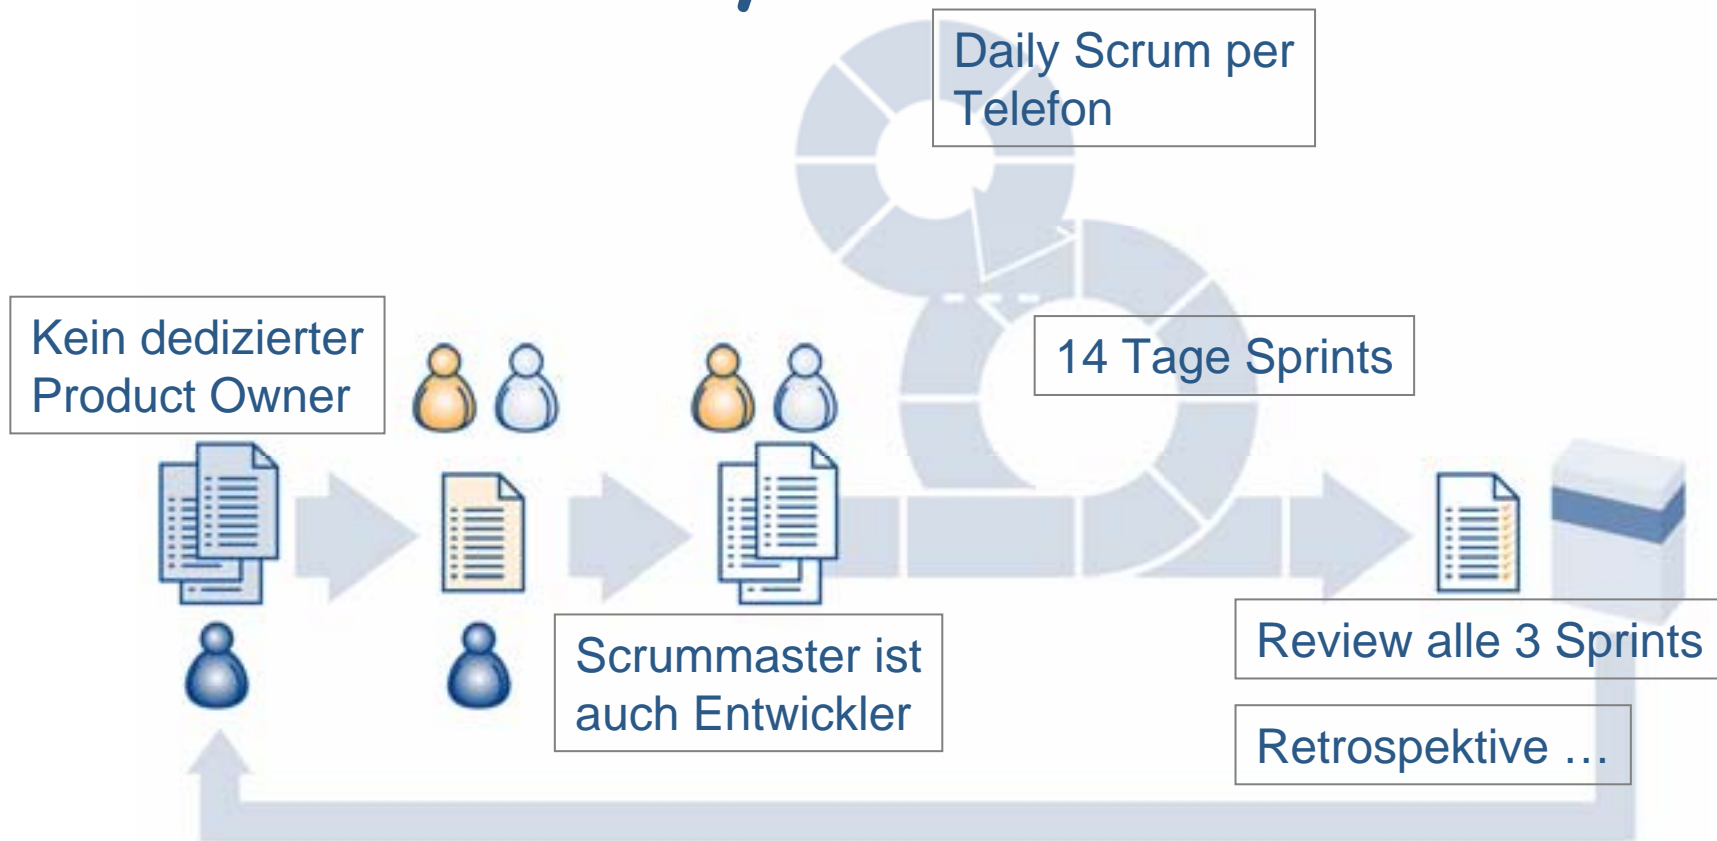 Daily Scrum per
Telefon
Kein dedizierter
Product Owner
14 Tage Sprints
Scrummaster ist
auch Entwickler
Review alle 3 Sprints
Retrospektive …